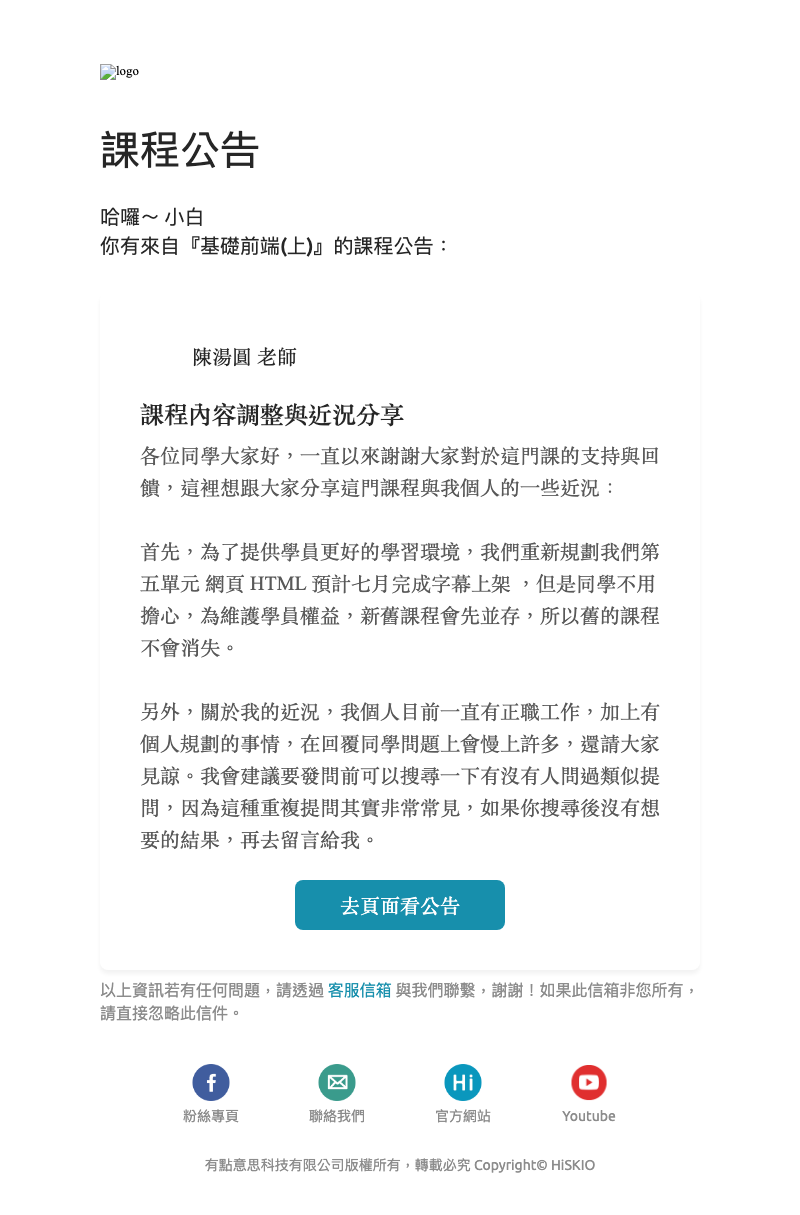 logo
課程公告
哈囉～ 小白
你有來自『基礎前端(上)』的課程公告：
陳湯圓 老師
課程內容調整與近況分享
各位同學大家好，一直以來謝謝大家對於這門課的支持與回
饋，這裡想跟大家分享這門課程與我個人的一些近況：
首先，為了提供學員更好的學習環境，我們重新規劃我們第
五單元 網頁 HTML 預計七月完成字幕上架 ，但是同學不用
擔心，為維護學員權益，新舊課程會先並存，所以舊的課程
不會消失。
另外，關於我的近況，我個人目前一直有正職工作，加上有
個人規劃的事情，在回覆同學問題上會慢上許多，還請大家
見諒。我會建議要發問前可以搜尋一下有沒有人問過類似提
問，因為這種重複提問其實非常常見，如果你搜尋後沒有想
要的結果，再去留言給我。
去頁面看公告
以上資訊若有任何問題，請透過 客服信箱 與我們聯繫，謝謝！如果此信箱非您所有，
請直接忽略此信件。
Hi
粉絲專頁 聯絡我們 官方網站 Youtube
有點意思科技有限公司版權所有，轉載必究 Copyright© HiSKIO